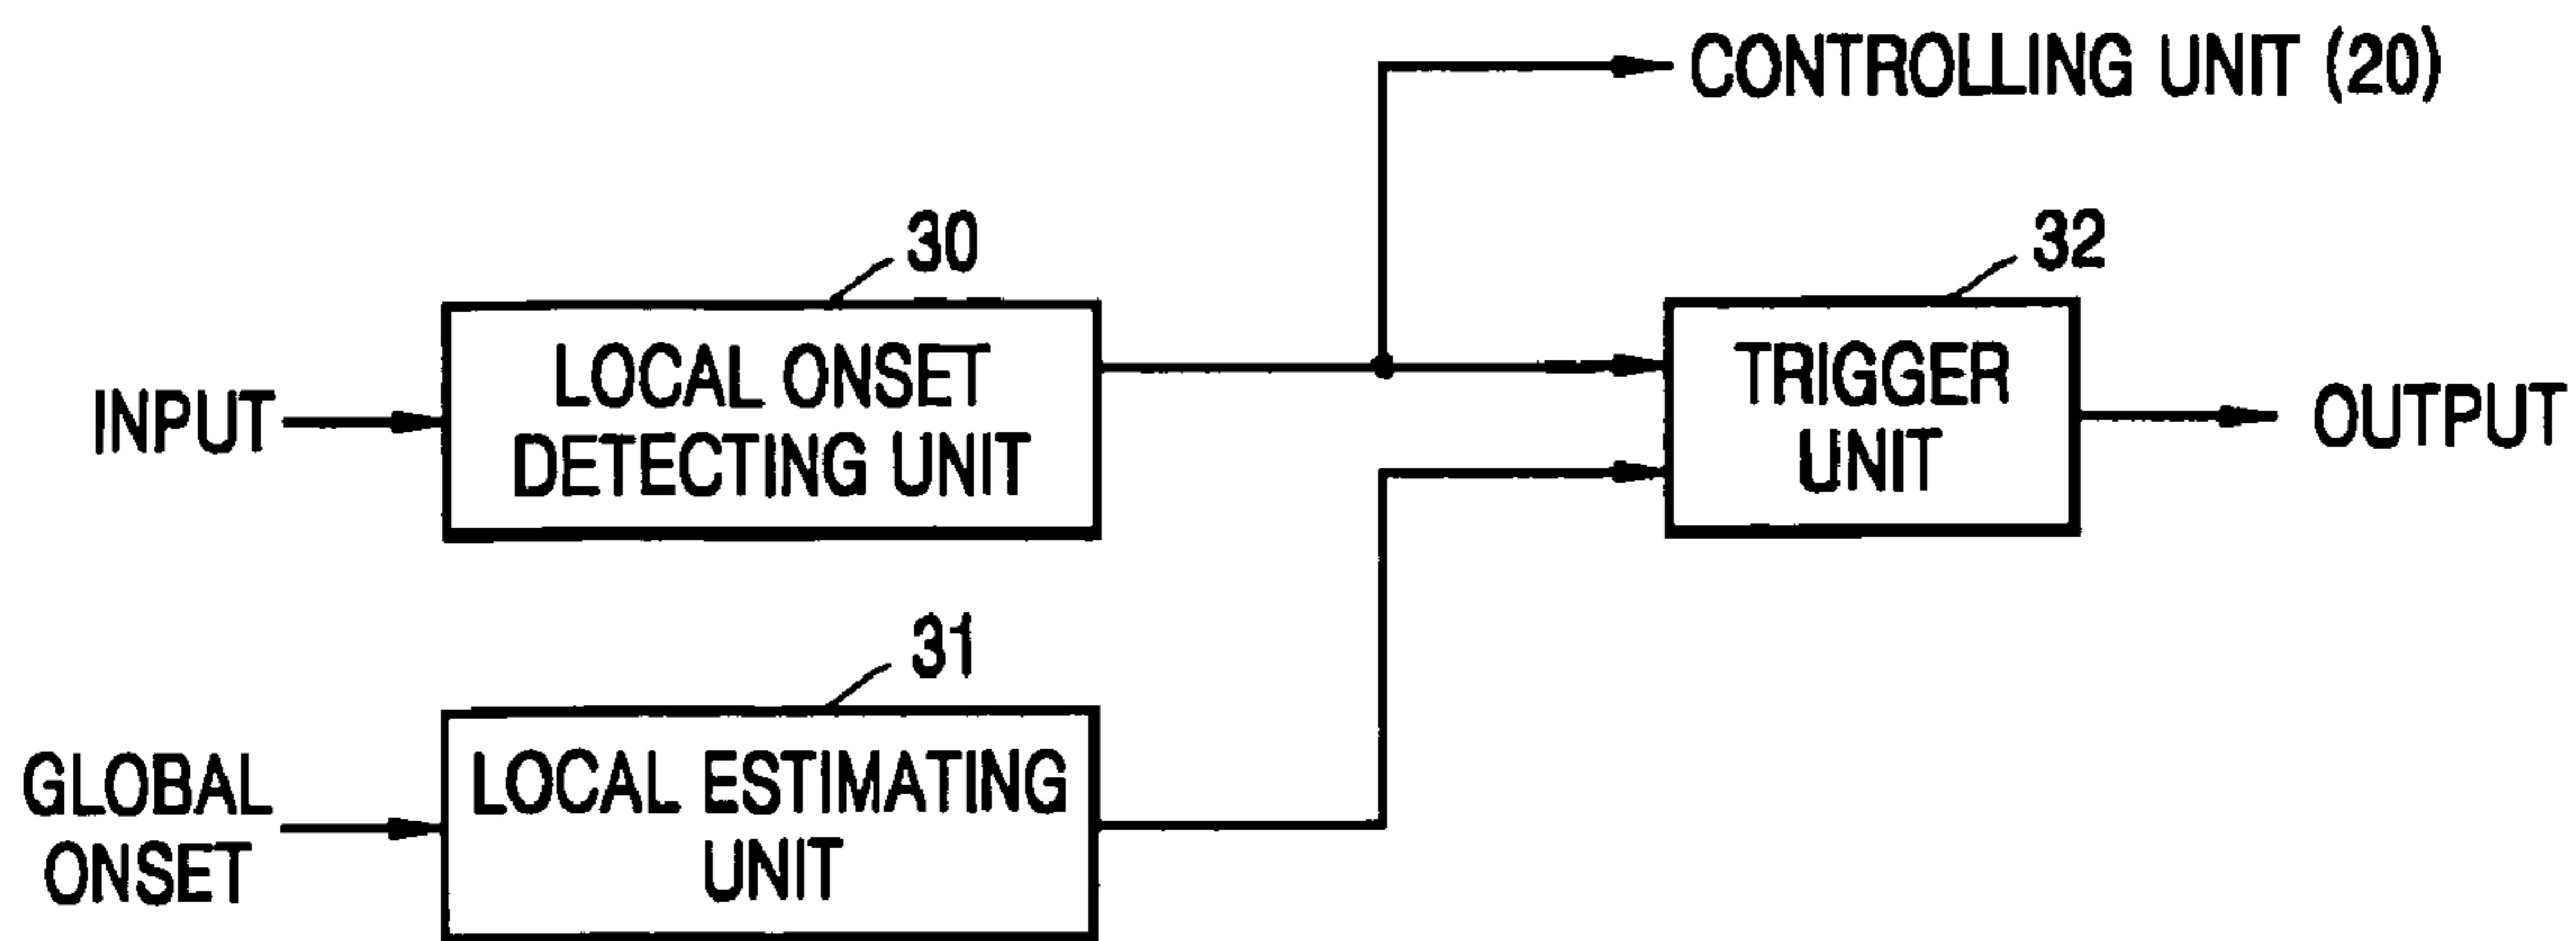 CONTROLLING UNIT (20)
30
32
INPUT
LOCAL ONSET
DETECTING UNIT
TRIGGER
UNIT
OUTPUT
31
GLOBAL
ONSET
LOCAL ESTIMATING
UNIT